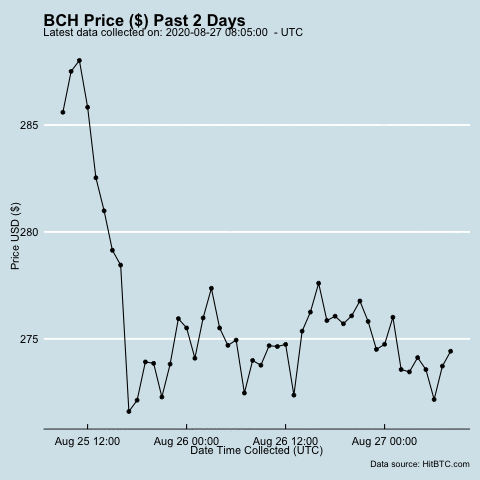 BCH Price ($) Past 2 Days
Latest data collected on: 2020-08-27 08:05:00  - UTC
285
280
275
Price USD ($)
Aug 25 12:00 Aug 26 00:00 Aug 26 12:00 Aug 27 00:00
Date Time Collected (UTC)
Data source: HitBTC.com